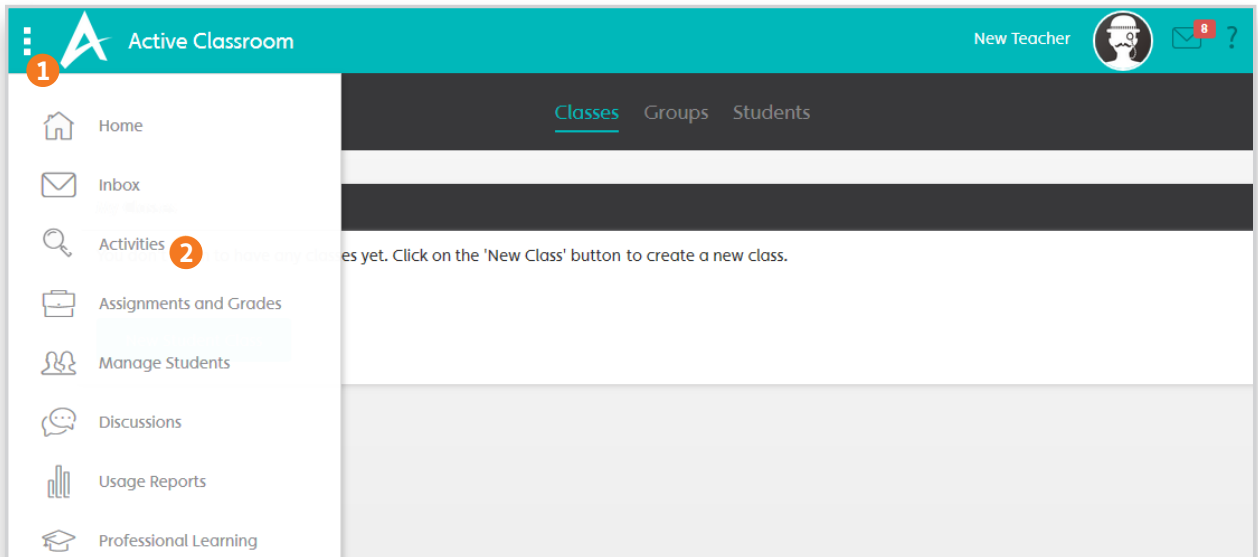 Active Classroom
New Teacher
8
?
1
Classes Groups Students
Home
Inbox
Activities
2
es yet. Click on the 'New Class' button to create a new class.
Assignments and Grades
Manage Students
Discussions
Usage Reports
Professional Learning